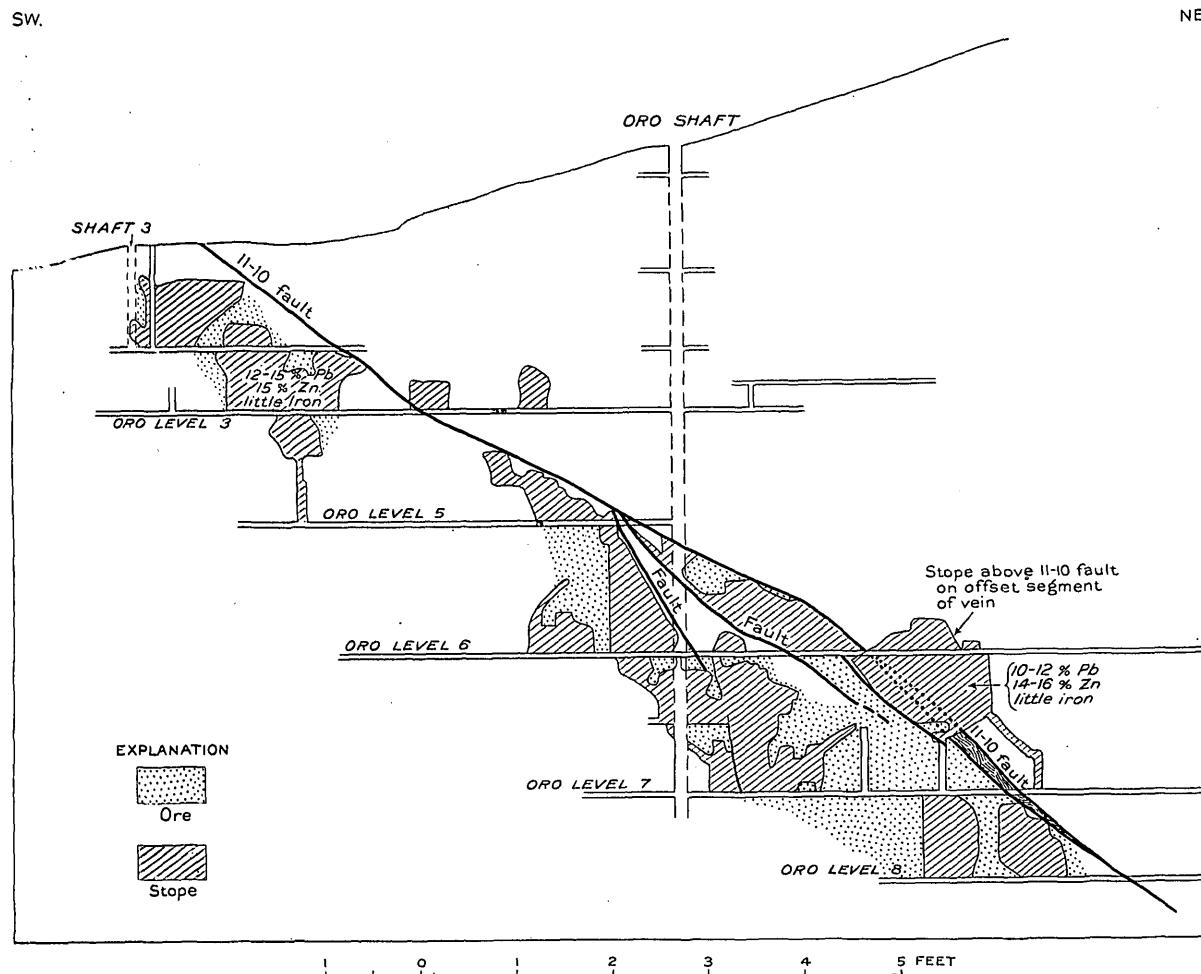 SW.
NE
ORO SHAFT
SHAFT 3
11-10 fault
12-15 % Pb
15 % Zn.
little Iron
ORO LEVEL 3
ORO LEVEL 5
Fault
Fault
Stope above 11-10 fault
on offset segment
of vein
ORO LEVEL 6
10-12 % Pb
14-16 % Zn
little iron
11-10 fault
EXPLANATION
Ore
ORO LEVEL 7
Stope
ORO LEVEL 8
1 0 1 2 3 4 5 FEET